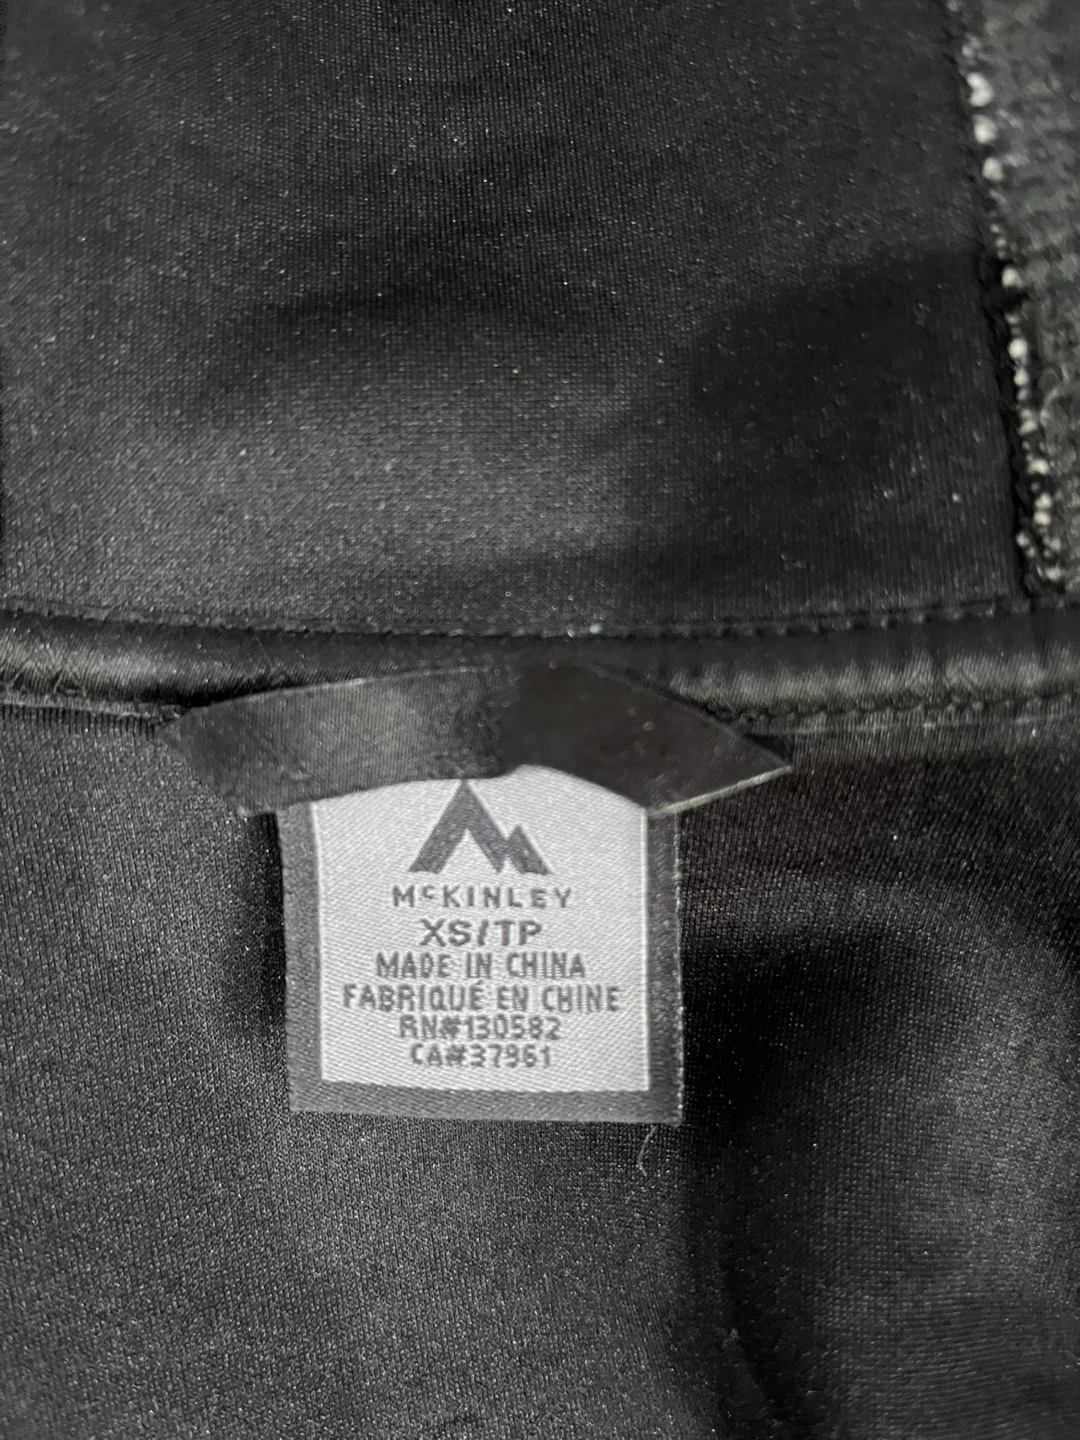 McKINLEY
XS/TP
MADE IN CHINA
FABRIQUÉ EN CHINE
RN#130582
CA#37961